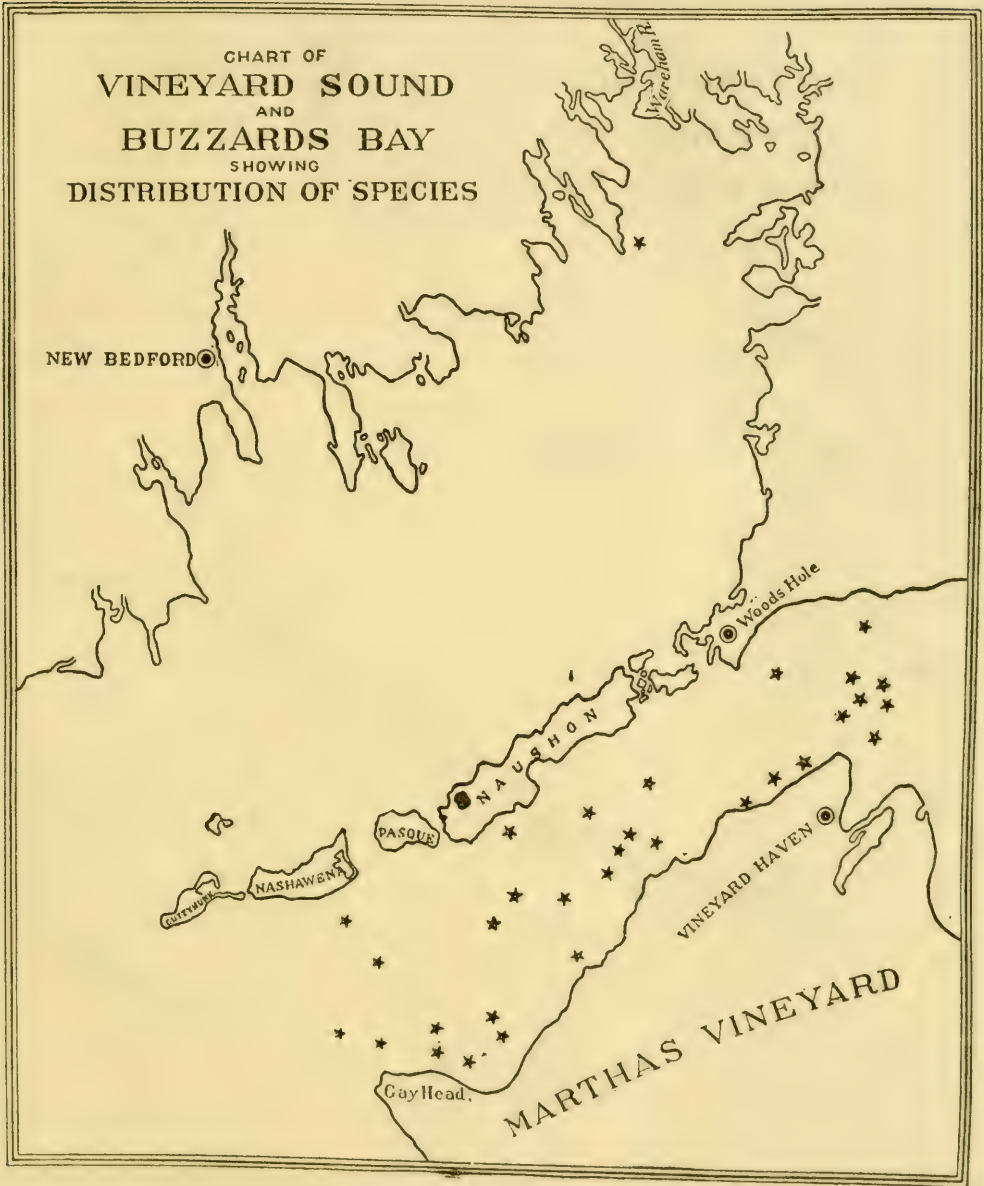 CHART OF
VINEYARD SOUND
AND
BUZZARDS BAY
SHOWING
DISTRIBUTION OF SPECIES
Wareham R.
NEW BEDFORD
Woods Hole
NAUSHON
PASQUE
NASHAWENA
CUTTYHUNK
VINEYARD HAVEN
MARTHAS VINEYARD
Gay Head.